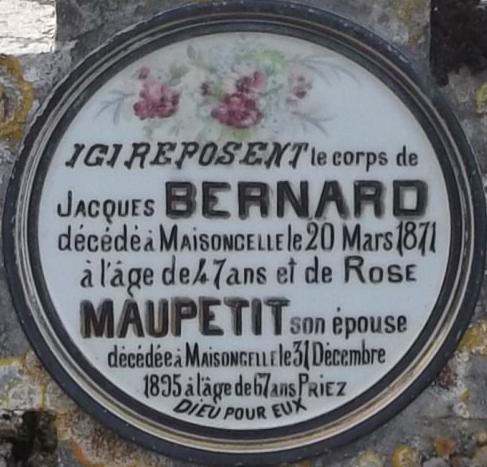 ICI REPOSENT le corps de
JACQUES BERNARD
décédé à MAISONCELLE le 20 Mars 1871
à l'âge de 47 ans et de ROSE
MAUPETIT son épouse
décédée à MAISONCELLE le 31 Décembre
1895 à l'âge de 67 ans PRIEZ
DIEU POUR EUX